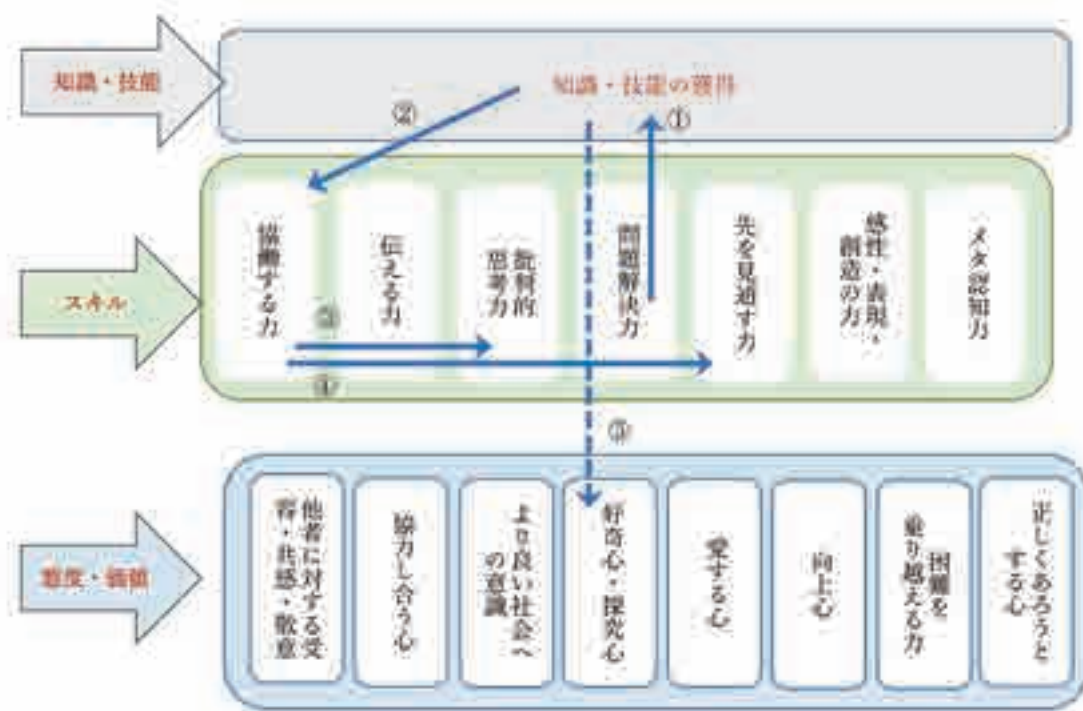 知識・技能
知識・技能の獲得
①
②
スキル
協働する力
伝える力
批判的
思考力
問題解決力
先を見通す力
感性・表現・
創造の力
メタ認知力
③
④
⑤
態度・価値
他者に対する受
容・共感・敬意
協力し合う心
より良い社会へ
の意識
好奇心・探究心
愛する心
向上心
困難を
乗り越える力
正しくあろうと
する心